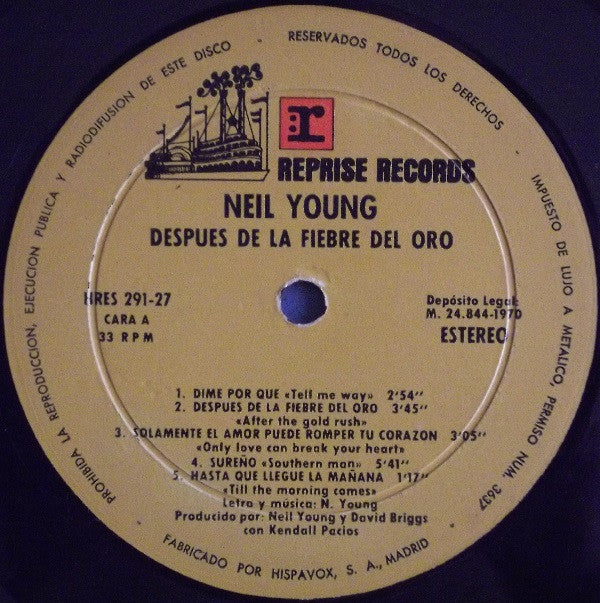 PROHIBIDA LA REPRODUCCION, EJECUCION PUBLICA Y RADIODIFUSION DE ESTE DISCO
RESERVADOS TODOS LOS DERECHOS
IMPUESTO DE LUJO A METALICO, PERMISO NUM. 3637
r:
REPRISE RECORDS
NEIL YOUNG
DESPUES DE LA FIEBRE DEL ORO
HRES 291-27
CARA A
33 RPM
Depósito Legal:
M. 24.844-1970
ESTEREO
1. DIME POR QUE «Tell me way» 2'54''
2. DESPUES DE LA FIEBRE DEL ORO 3'45''
«After the gold rush»
3. SOLAMENTE EL AMOR PUEDE ROMPER TU CORAZON 3'05''
«Only love can break your heart»
4. SUREÑO «Southern man» 5'41''
5. HASTA QUE LLEGUE LA MAÑANA 1'17''
«Till the morning comes»
Letra y música: N. Young
Producido por: Neil Young y David Briggs
con Kendall Pacios
FABRICADO POR HISPAVOX, S. A., MADRID